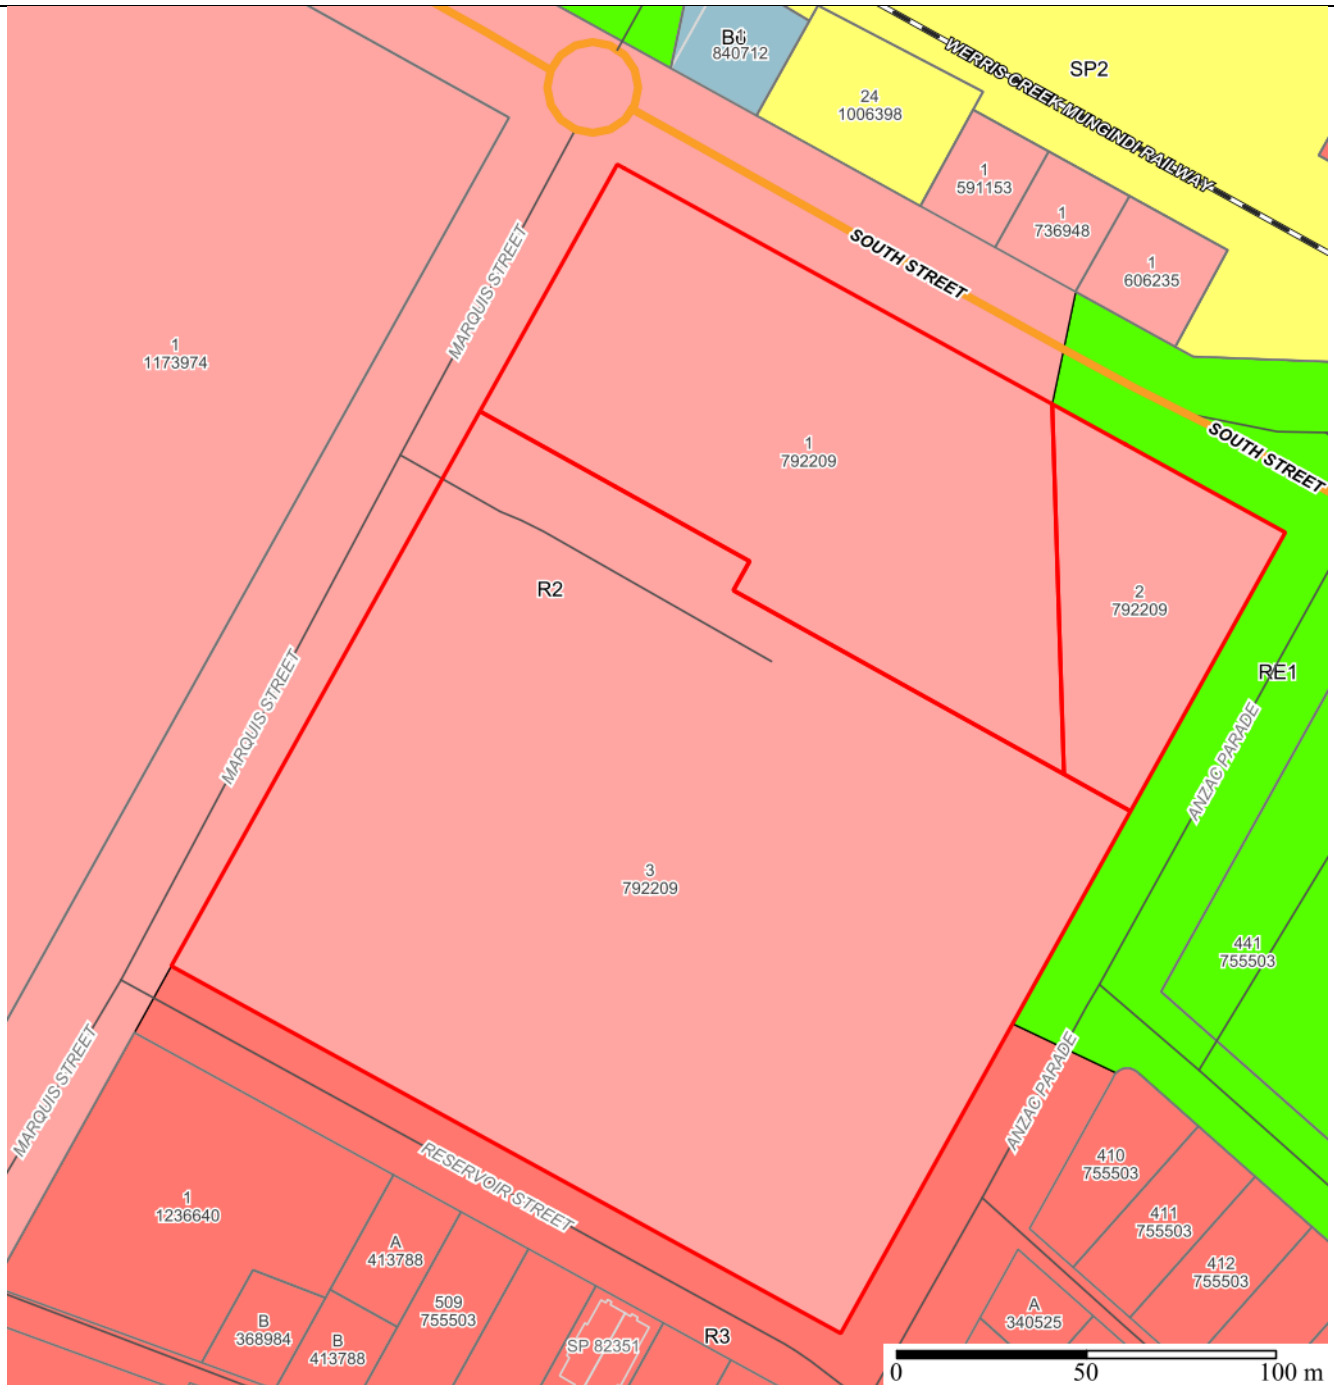 B1
840712
WERRIS CREEK MUNGINDI RAILWAY
SP2
24
1006398
1
591153
1
736948
1
606235
SOUTH STREET
MARQUIS STREET
1
1173974
1
792209
SOUTH STREET
R2
2
792209
RE1
MARQUIS STREET
ANZAC PARADE
3
792209
441
755503
MARQUIS STREET
ANZAC PARADE
RESERVOIR STREET
410
755503
1
1236640
411
755503
A
413788
412
755503
509
755503
A
340525
B
368984
B
413788
SP 82351
R3
0
50
100 m